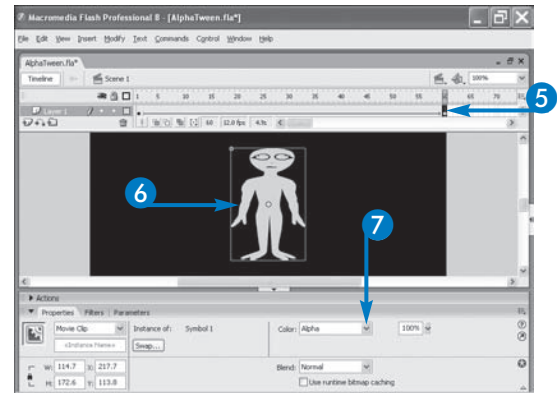 Macromedia Flash Professional 8 - [AlphaTween.fla*]
File Edit View Insert Modify Text Commands Control Window Help
AlphaTween.fla*
Timeline Scene 1 100%
1 5 10 15 20 25 30 35 40 45 50 55 60 65 70
5
Layer 1
60 12.0 fps 4.9s
6
7
Actions
Properties Filters Parameters
Movie Clip Instance of: Symbol 1 Color: Alpha 100%
<Instance Name> Swap...
W: 114.7 X: 217.7 Blend: Normal
H: 172.6 Y: 113.8 Use runtime bitmap caching